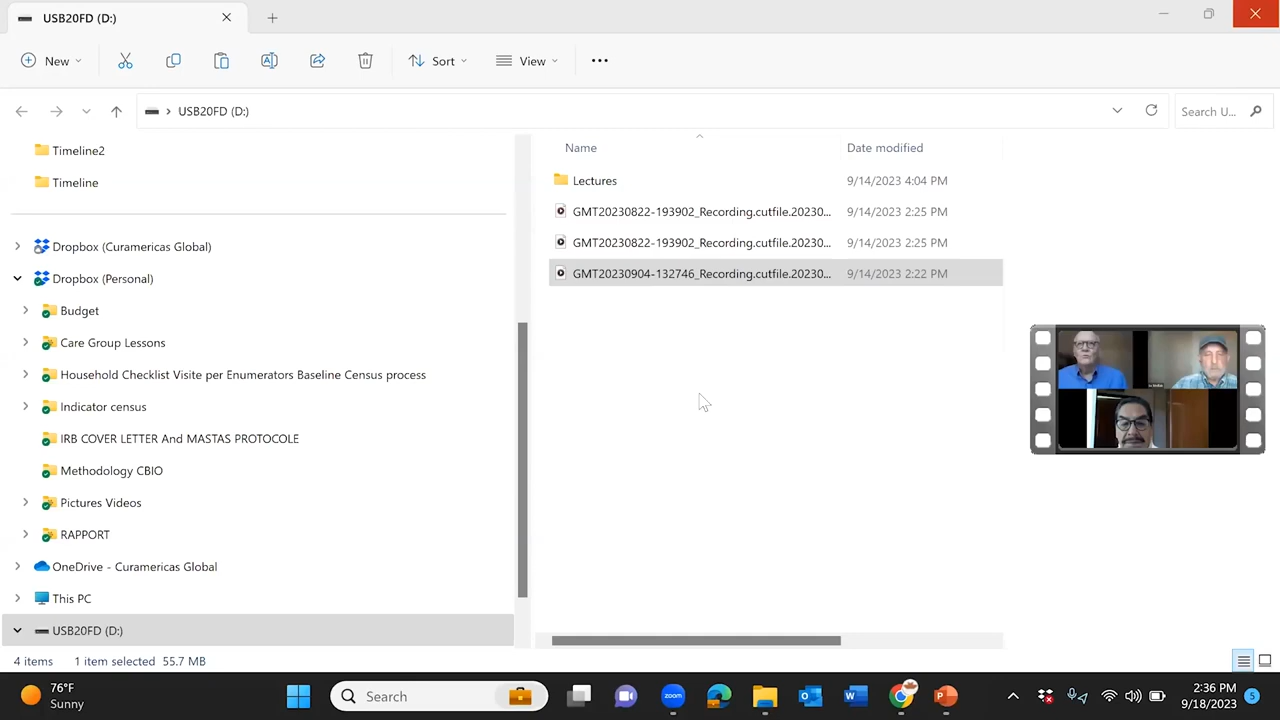 USB20FD (D:)
New
Sort
View
USB20FD (D:)
Search U...
Timeline2
Timeline
Dropbox (Curamericas Global)
Dropbox (Personal)
Budget
Care Group Lessons
Household Checklist Visite per Enumerators Baseline Census process
Indicator census
IRB COVER LETTER And MASTAS PROTOCOLE
Methodology CBIO
Pictures Videos
RAPPORT
OneDrive - Curamericas Global
This PC
USB20FD (D:)
Name Date modified
Lectures 9/14/2023 4:04 PM
GMT20230822-193902_Recording.cutfile.20230... 9/14/2023 2:25 PM
GMT20230822-193902_Recording.cutfile.20230... 9/14/2023 2:25 PM
GMT20230904-132746_Recording.cutfile.20230... 9/14/2023 2:22 PM
4 items 1 item selected 55.7 MB
76°F
Sunny
Search
zoom
2:36 PM
9/18/2023
5